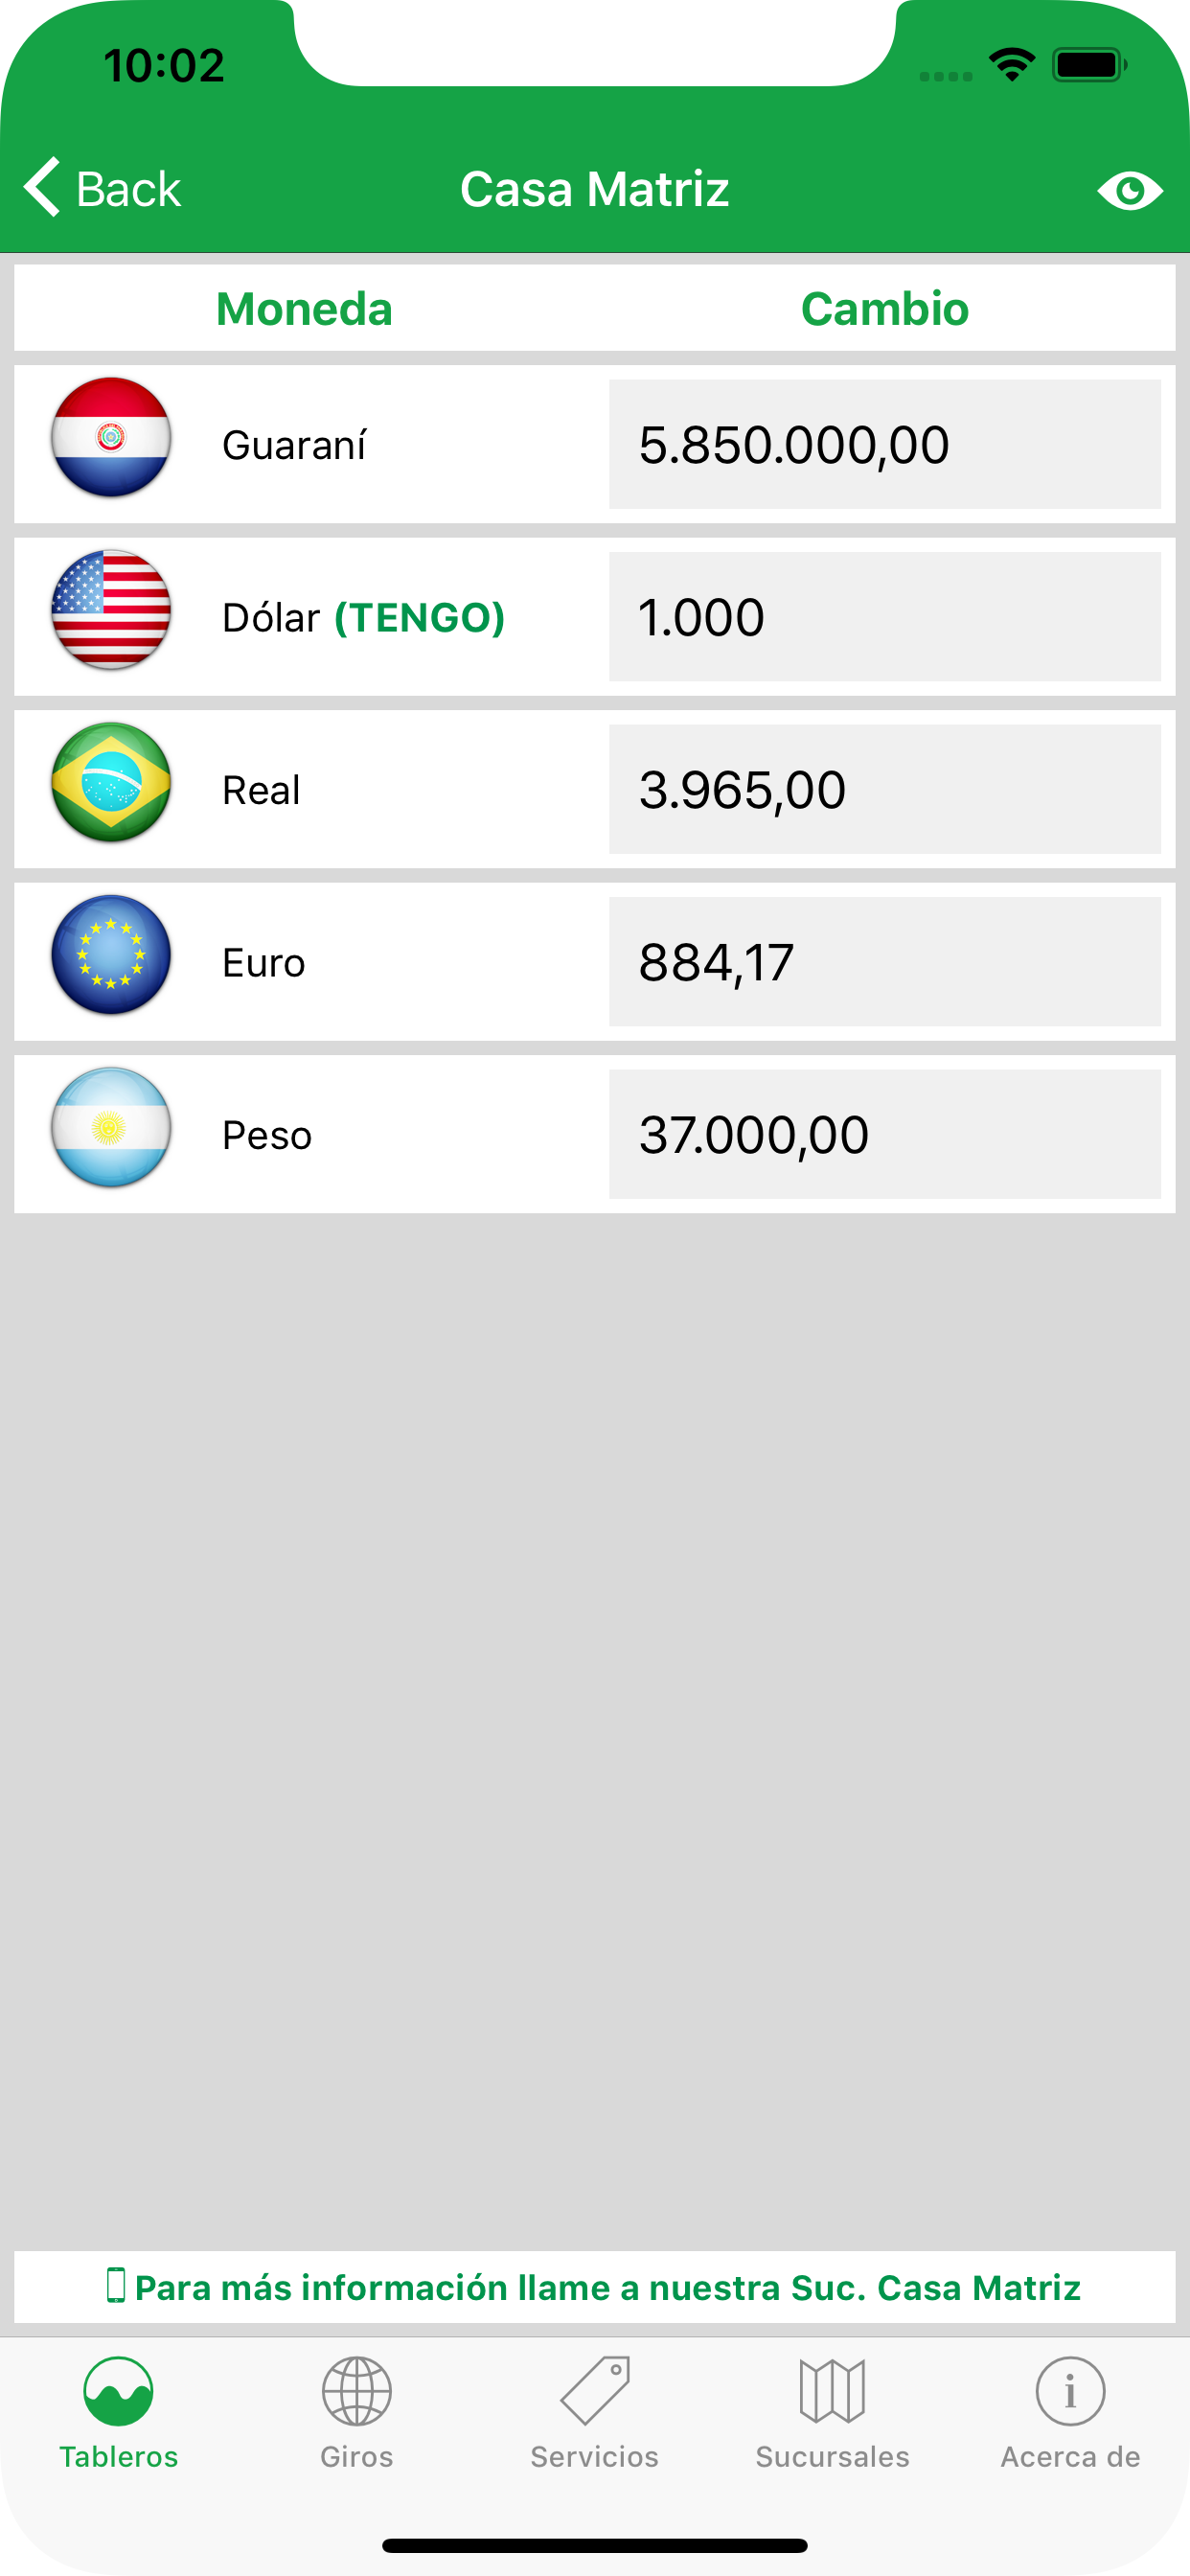 10:02
Back
Casa Matriz
Moneda Cambio
Guaraní 5.850.000,00
Dólar (TENGO) 1.000
Real 3.965,00
Euro 884,17
Peso 37.000,00
Para más información llame a nuestra Suc. Casa Matriz
Tableros Giros Servicios Sucursales Acerca de